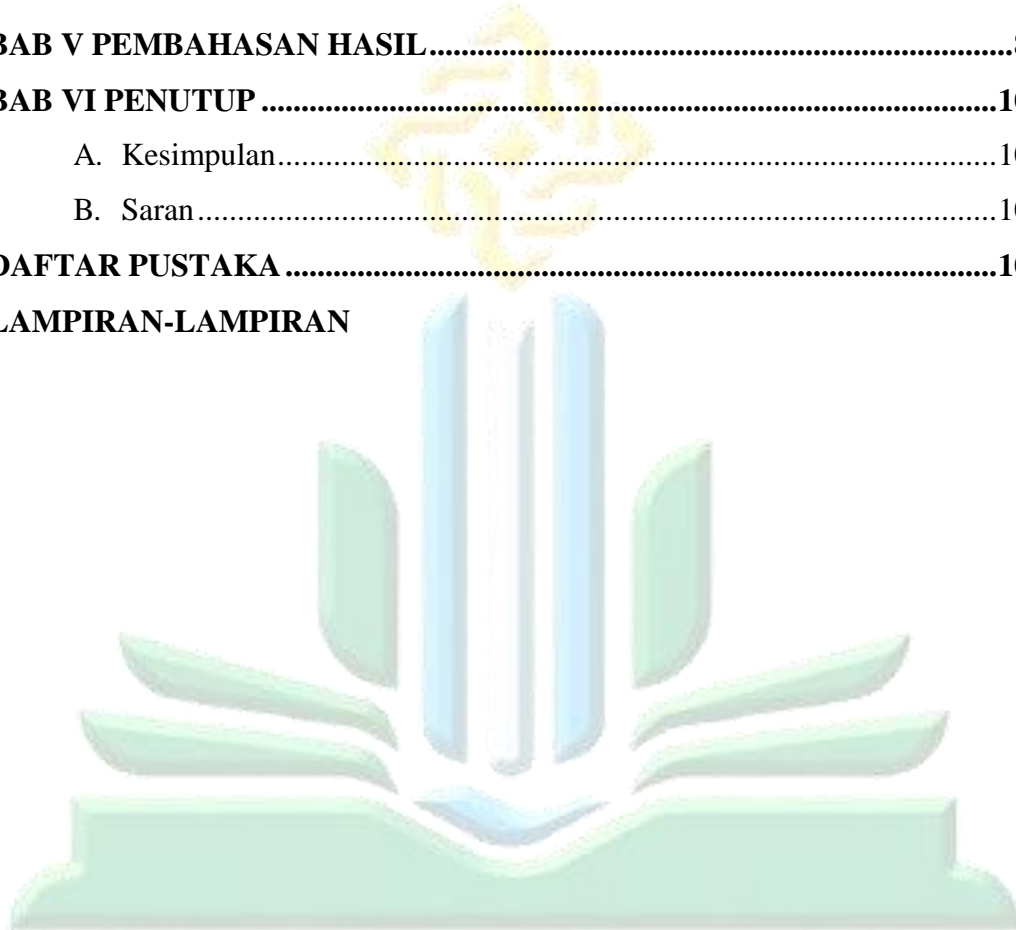 BAB V PEMBAHASAN HASIL
BAB VI PENUTUP
A. Kesimpulan
B. Saran
DAFTAR PUSTAKA
LAMPIRAN-LAMPIRAN